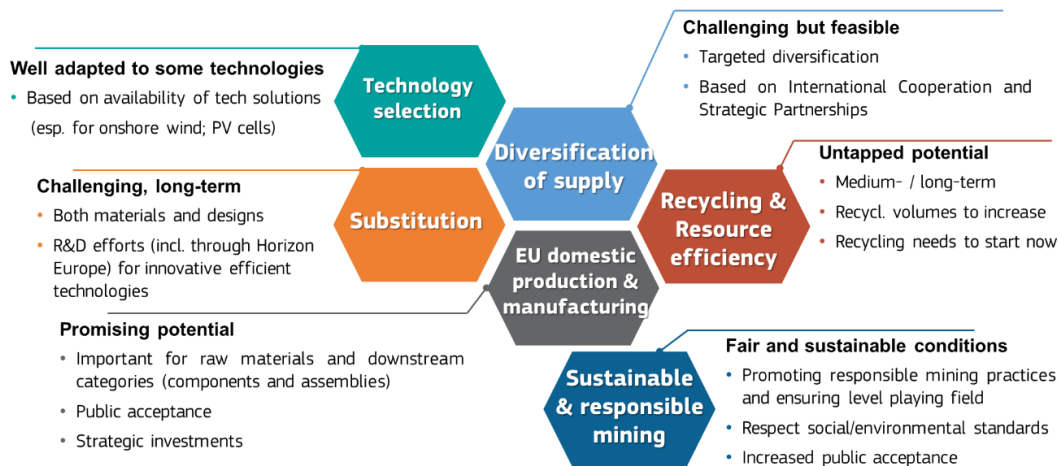 Well adapted to some technologies
• Based on availability of tech solutions
(esp. for onshore wind; PV cells)
Technology
selection
Challenging but feasible
• Targeted diversification
• Based on International Cooperation and
Strategic Partnerships
Diversification
of supply
Challenging, long-term
• Both materials and designs
• R&D efforts (incl. through Horizon
Europe) for innovative efficient
technologies
Substitution
Untapped potential
• Medium- / long-term
• Recycl. volumes to increase
• Recycling needs to start now
Recycling &
Resource
efficiency
EU domestic
production &
manufacturing
Promising potential
• Important for raw materials and downstream
categories (components and assemblies)
• Public acceptance
• Strategic investments
Sustainable
& responsible
mining
Fair and sustainable conditions
• Promoting responsible mining practices
and ensuring level playing field
• Respect social/environmental standards
• Increased public acceptance